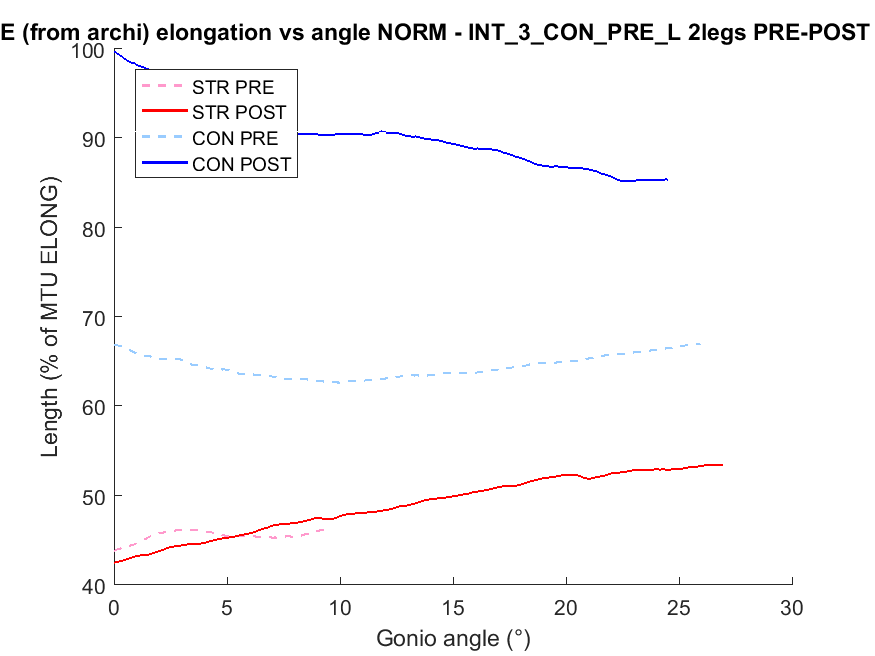 E (from archi) elongation vs angle NORM - INT_3_CON_PRE_L 2legs PRE-POST
100
90
80
70
60
50
40
Length (% of MTU ELONG)
STR PRE
STR POST
CON PRE
CON POST
0 5 10 15 20 25 30
Gonio angle (°)